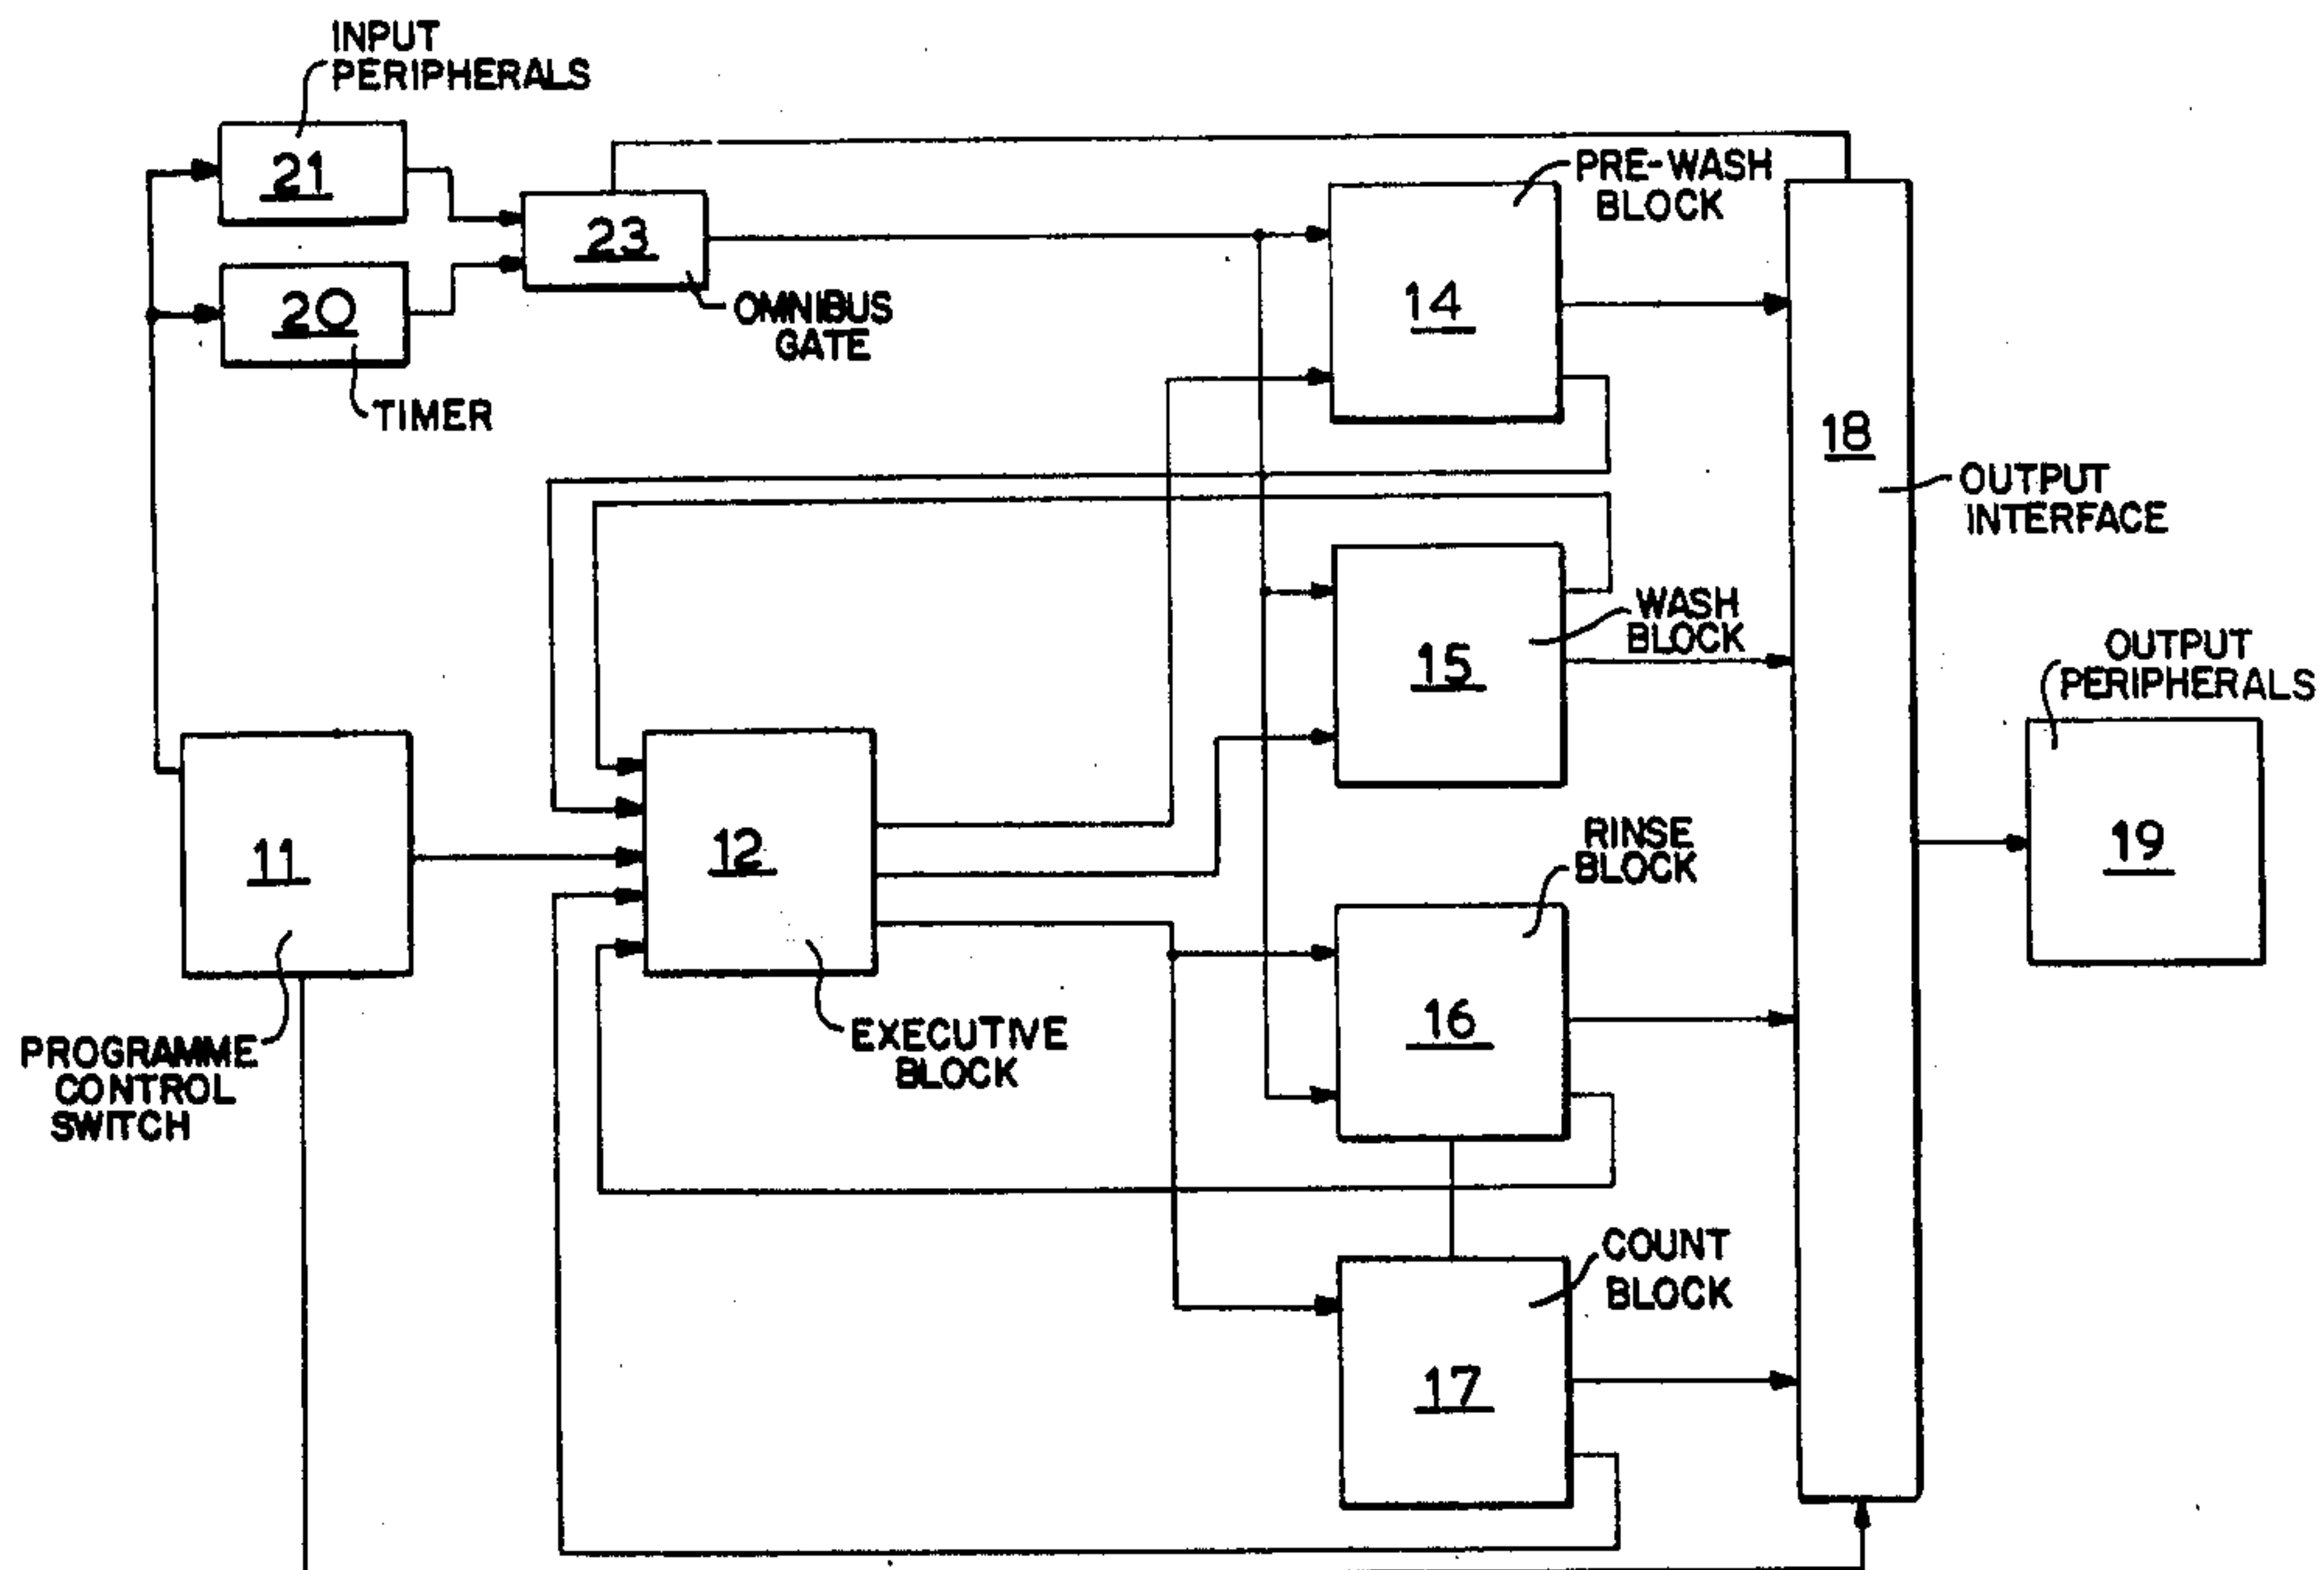 INPUT
PERIPHERALS
21
23
OMNIBUS
GATE
20
TIMER
PRE-WASH
BLOCK
14
18
OUTPUT
INTERFACE
WASH
BLOCK
15
OUTPUT
PERIPHERALS
19
11
PROGRAMME
CONTROL
SWITCH
12
EXECUTIVE
BLOCK
RINSE
BLOCK
16
COUNT
BLOCK
17